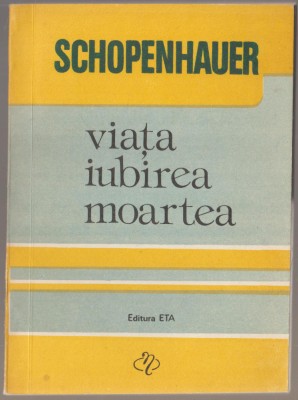 SCHOPENHAUER
viața
iubirea
moartea
Editura ETA
η